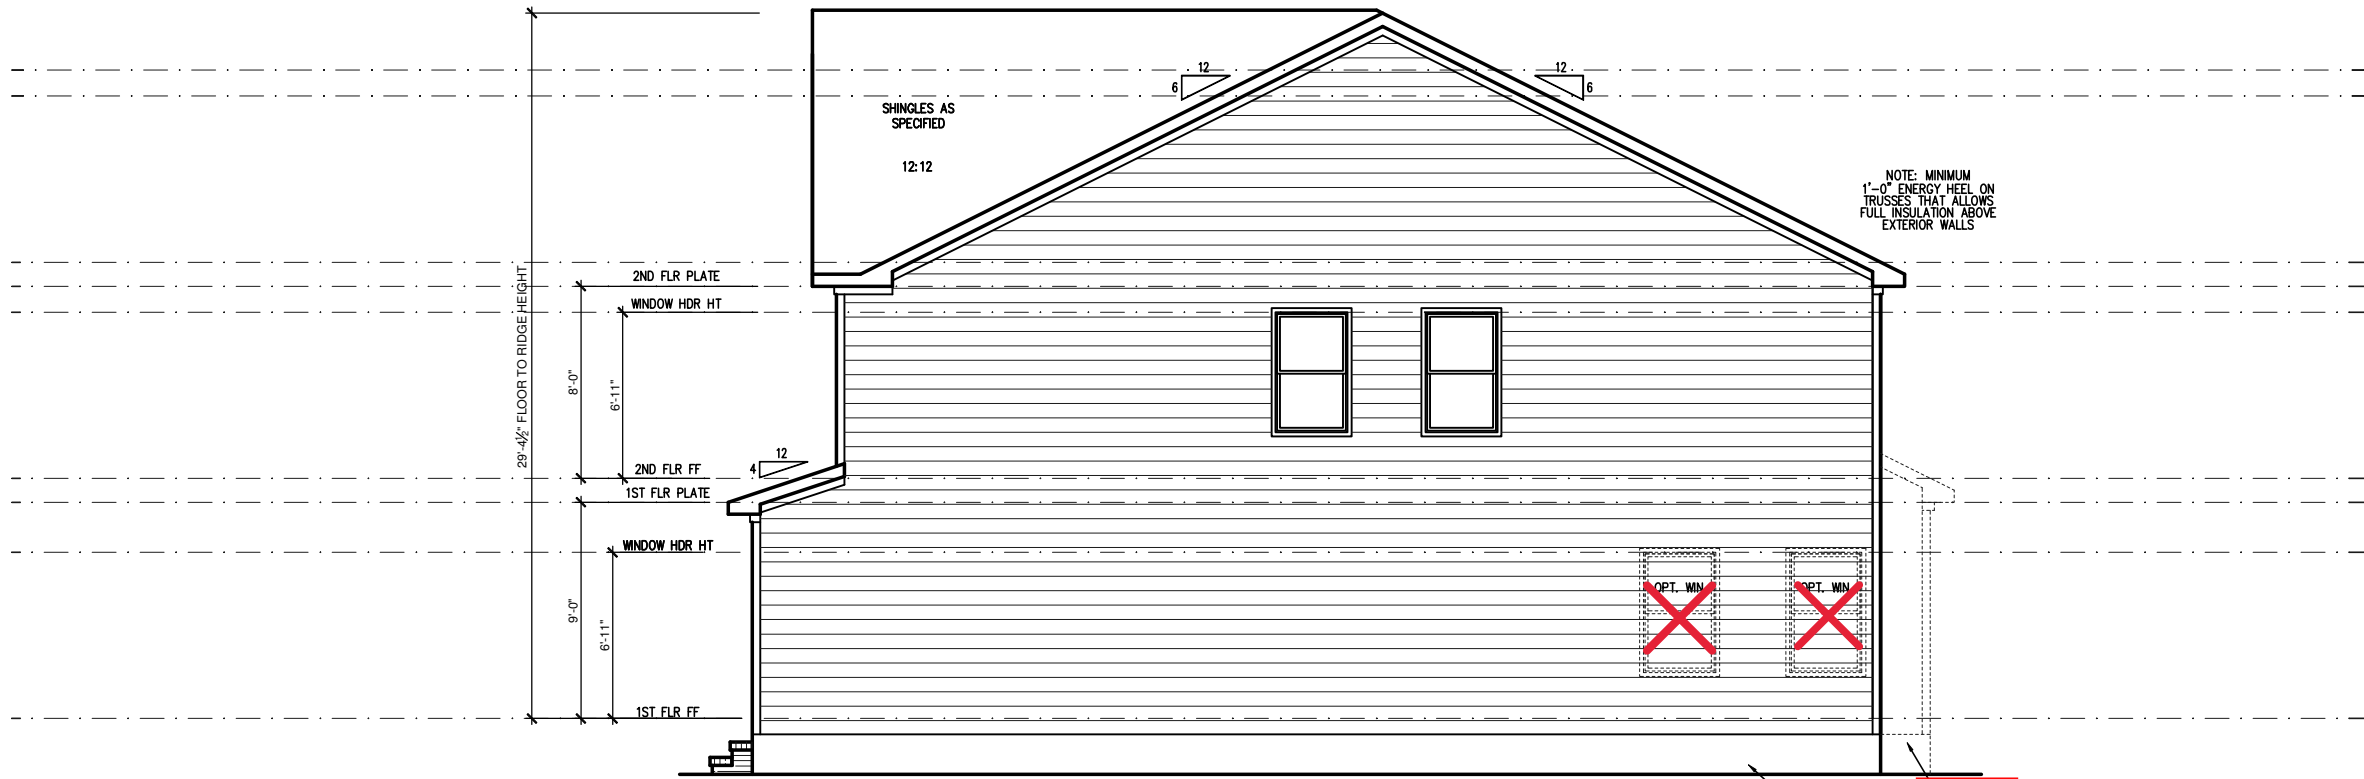 12
12
6
6
SHINGLES AS
SPECIFIED
12:12
NOTE: MINIMUM
1'-0" ENERGY HEEL ON
TRUSSES THAT ALLOWS
FULL INSULATION ABOVE
EXTERIOR WALLS
29'-4½" FLOOR TO RIDGE HEIGHT
2ND FLR PLATE
WINDOW HDR HT
8'-0"
6'-11"
12
4
2ND FLR FF
1ST FLR PLATE
WINDOW HDR HT
9'-0"
6'-11"
OPT. WIN
OPT. WIN
1ST FLR FF